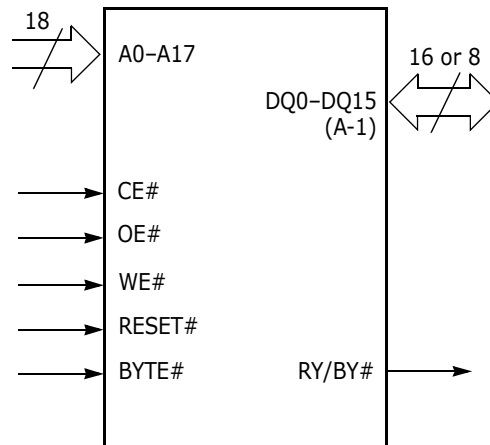 18
A0–A17
16 or 8
DQ0–DQ15
(A-1)
CE#
OE#
WE#
RESET#
BYTE#
RY/BY#